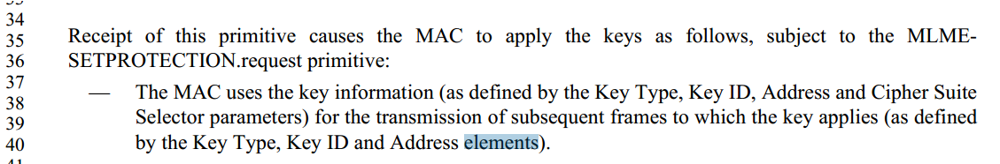 34
35 Receipt of this primitive causes the MAC to apply the keys as follows, subject to the MLME-
36 SETPROTECTION.request primitive:
37
38 — The MAC uses the key information (as defined by the Key Type, Key ID, Address and Cipher Suite
39 Selector parameters) for the transmission of subsequent frames to which the key applies (as defined
40 by the Key Type, Key ID and Address elements).